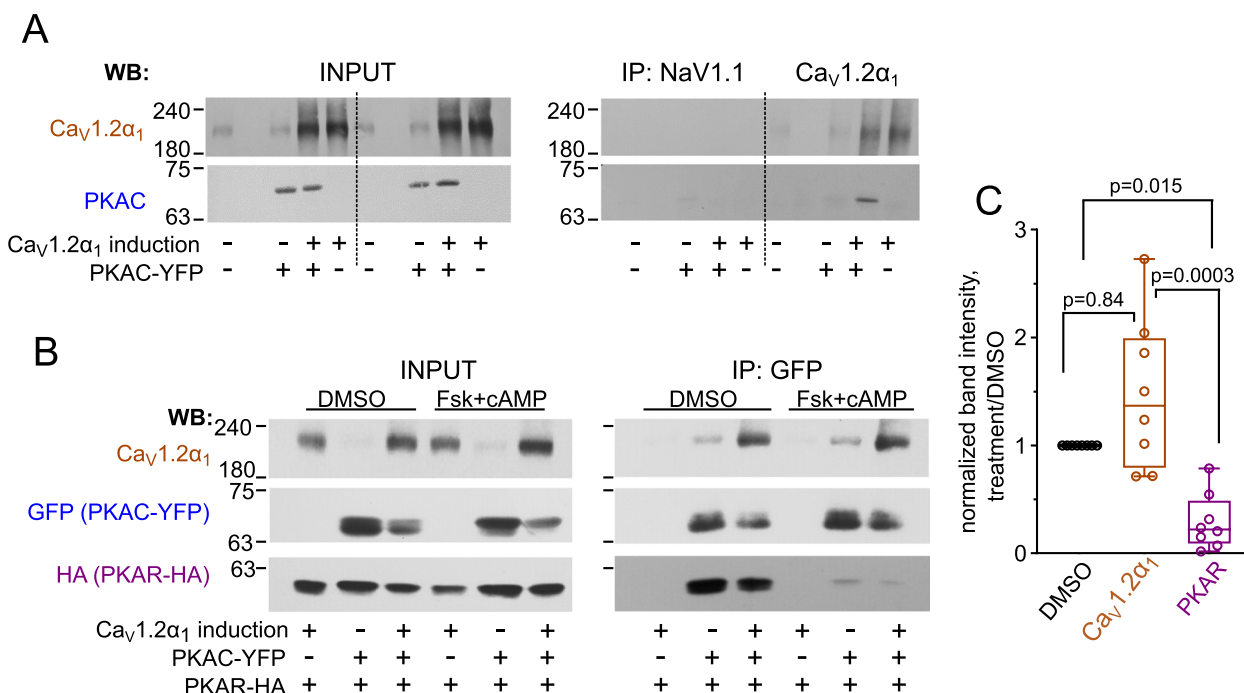 A
WB: INPUT IP: NaV1.1 CaV1.2α1
CaV1.2α1 240 180 240 180
PKAC 75 63 75 63
CaV1.2α1 induction - - + + - - + + - - + + - - + +
PKAC-YFP - + + - - + + - - + + - - + + -
B
INPUT IP: GFP
WB: DMSO Fsk+cAMP DMSO Fsk+cAMP
CaV1.2α1 240 180
GFP (PKAC-YFP) 75 63
HA (PKAR-HA) 63
CaV1.2α1 induction + - + + - + + - + + - +
PKAC-YFP - + + - + + - + + - + +
PKAR-HA + + + + + + + + + + + +
C
p=0.015
p=0.0003
p=0.84
normalized band intensity,
treatment/DMSO
3
2
1
0
DMSO
CaV1.2α1
PKAR